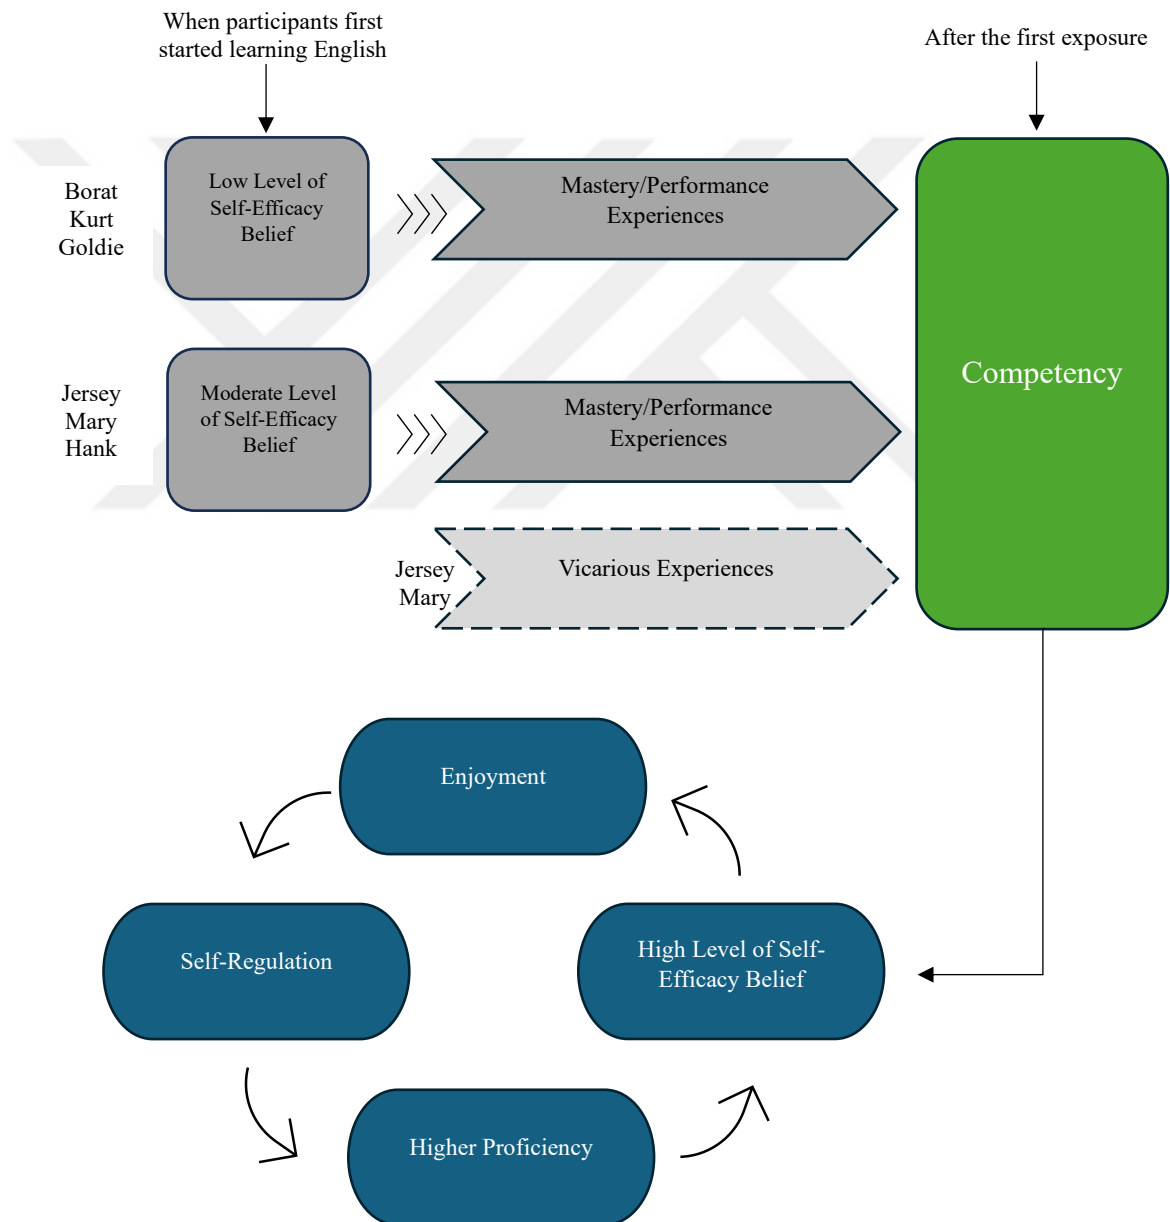 When participants first
started learning English
After the first exposure
Borat
Kurt
Goldie
Low Level of
Self-Efficacy
Belief
Mastery/Performance
Experiences
Jersey
Mary
Hank
Moderate Level
of Self-Efficacy
Belief
Mastery/Performance
Experiences
Competency
Jersey
Mary
Vicarious Experiences
Enjoyment
Self-Regulation
High Level of Self-
Efficacy Belief
Higher Proficiency